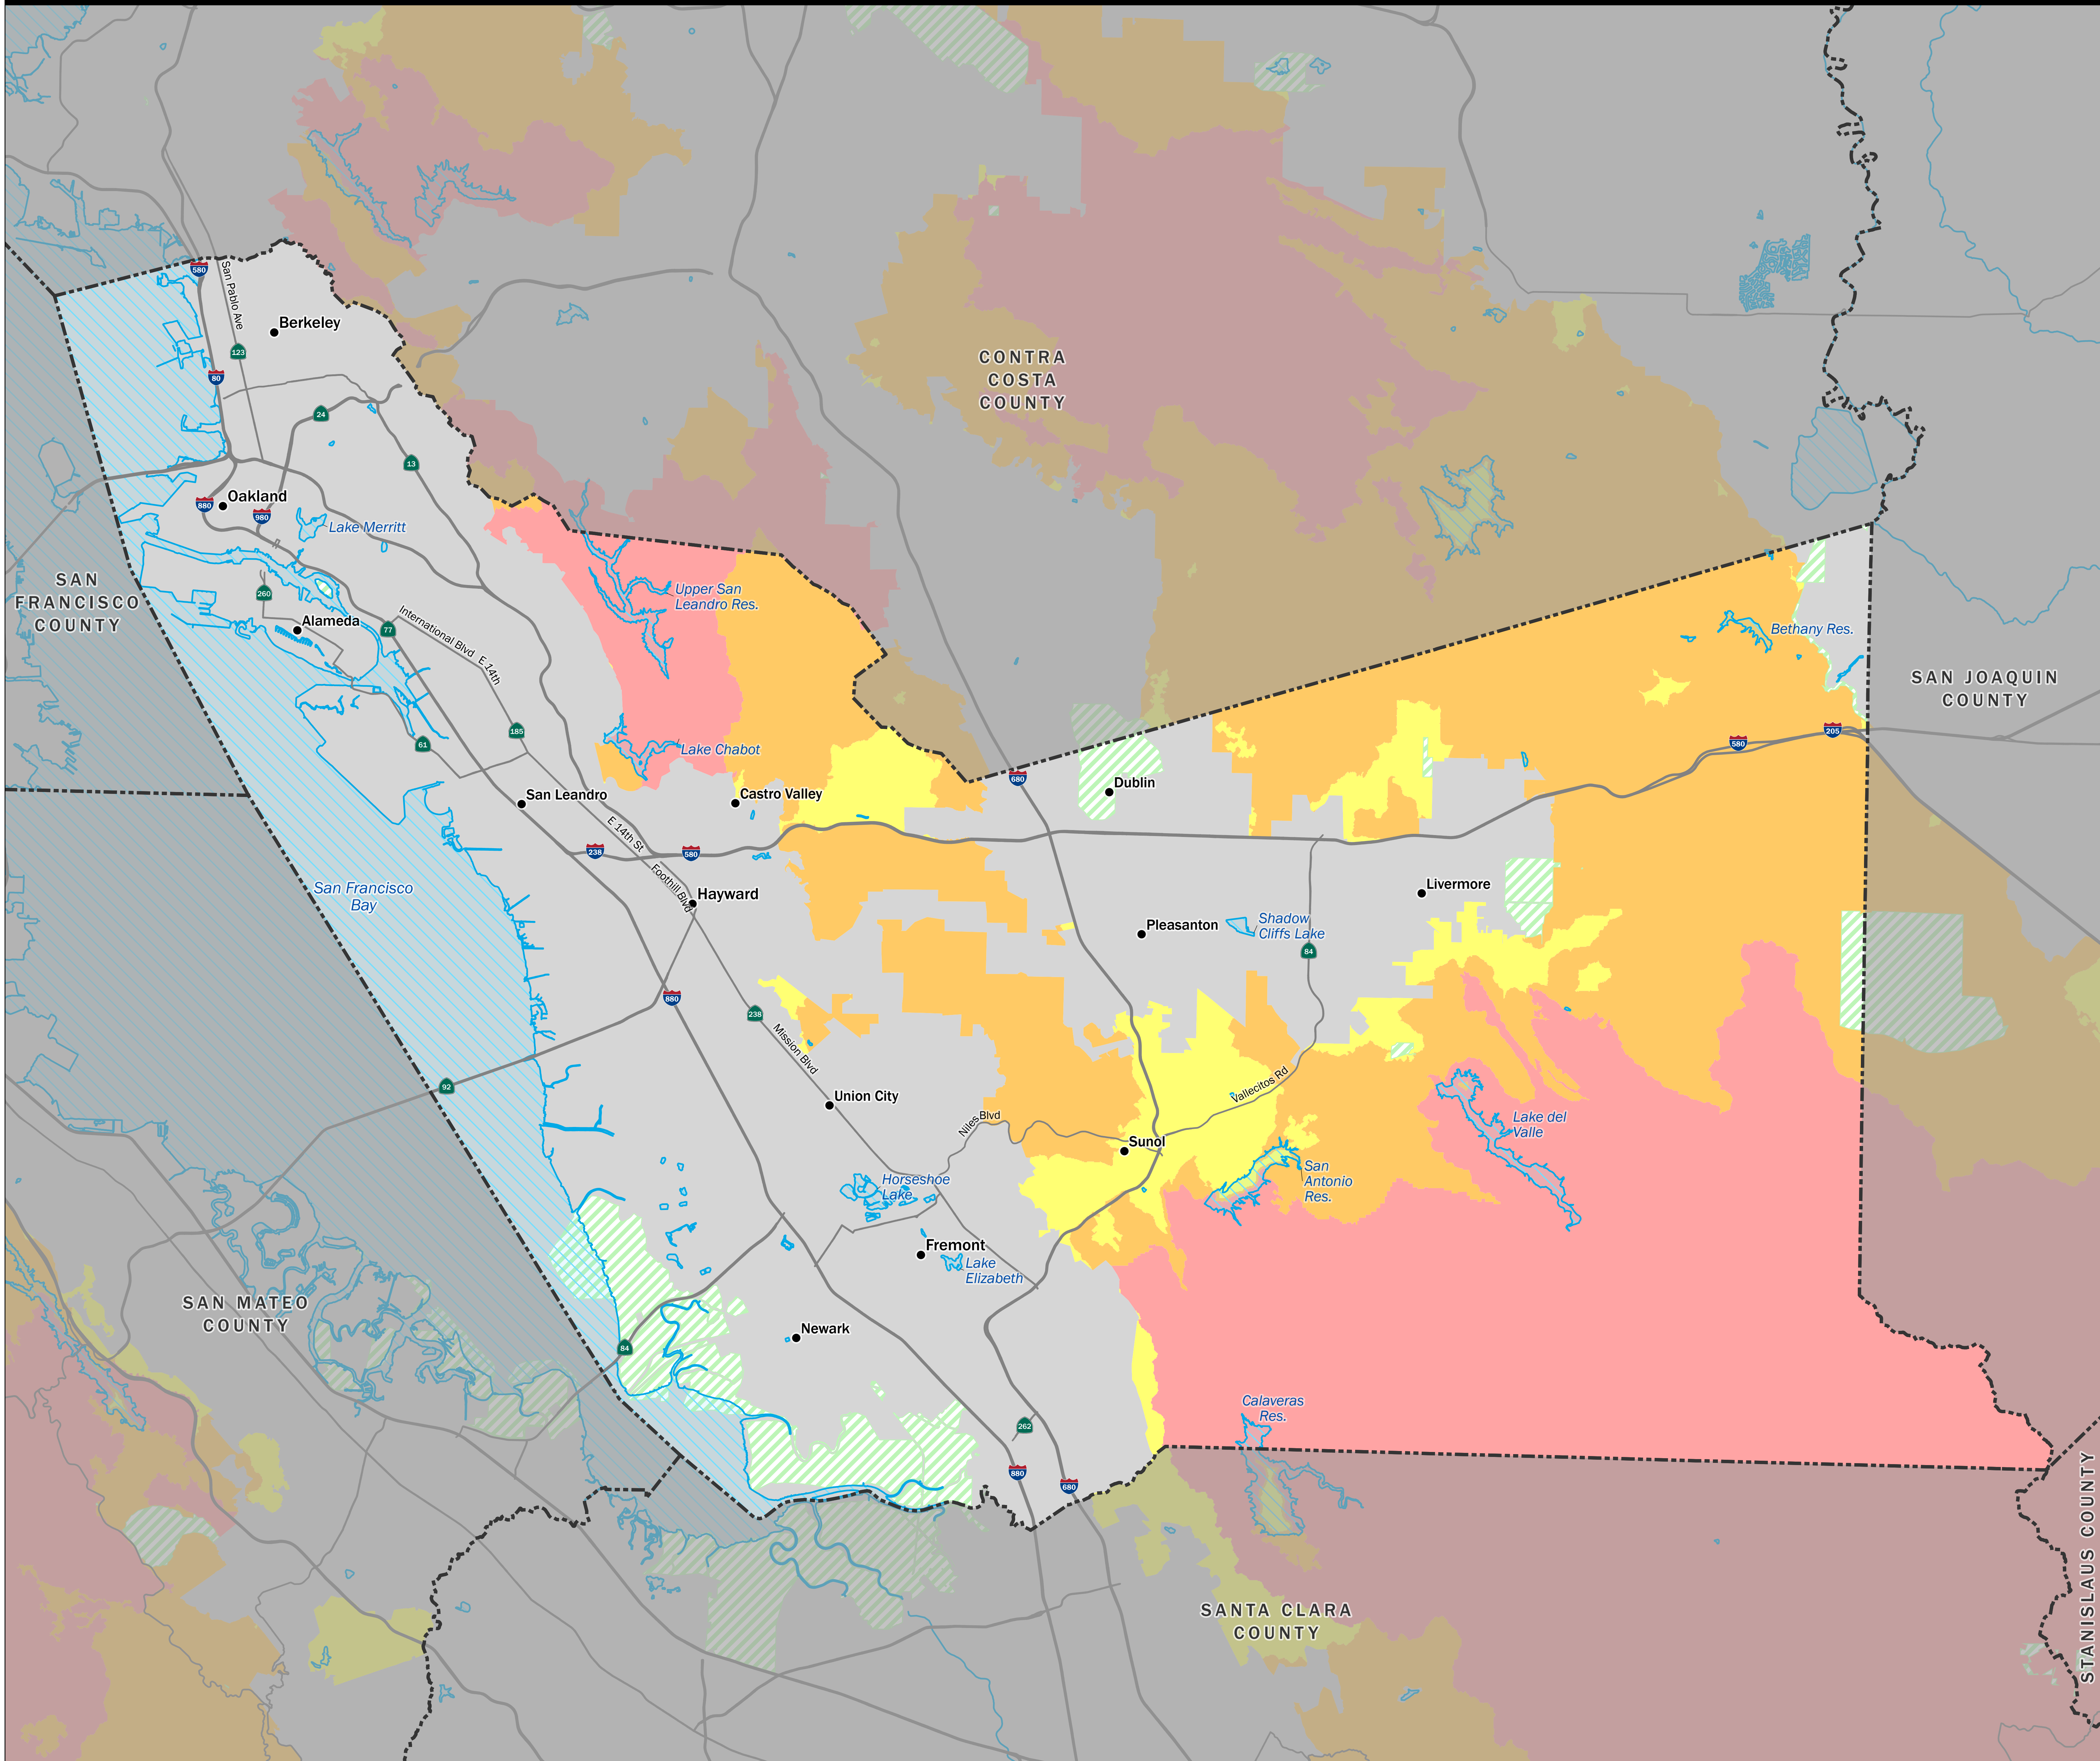 580
San Pablo Ave
Berkeley
123
CONTRA
COSTA
COUNTY
80
24
13
Oakland
880
980
Lake Merritt
SAN
FRANCISCO
COUNTY
260
Alameda
77
International Blvd
E 14th
Upper San
Leandro Res.
Bethany Res.
SAN JOAQUIN
COUNTY
185
61
Lake Chabot
205
580
680
Dublin
San Leandro
Castro Valley
E 14th St
238
580
Foothill Blvd
Hayward
San Francisco
Bay
Livermore
Pleasanton
Shadow
Cliffs Lake
84
880
238
Mission Blvd
92
Union City
Vallecitos Rd
Niles Blvd
Sunol
Lake del
Valle
San
Antonio
Res.
Horseshoe
Lake
Fremont
Lake
Elizabeth
SAN MATEO
COUNTY
Newark
84
Calaveras
Res.
262
880
680
SANTA CLARA
COUNTY
STANISLAUS COUNTY